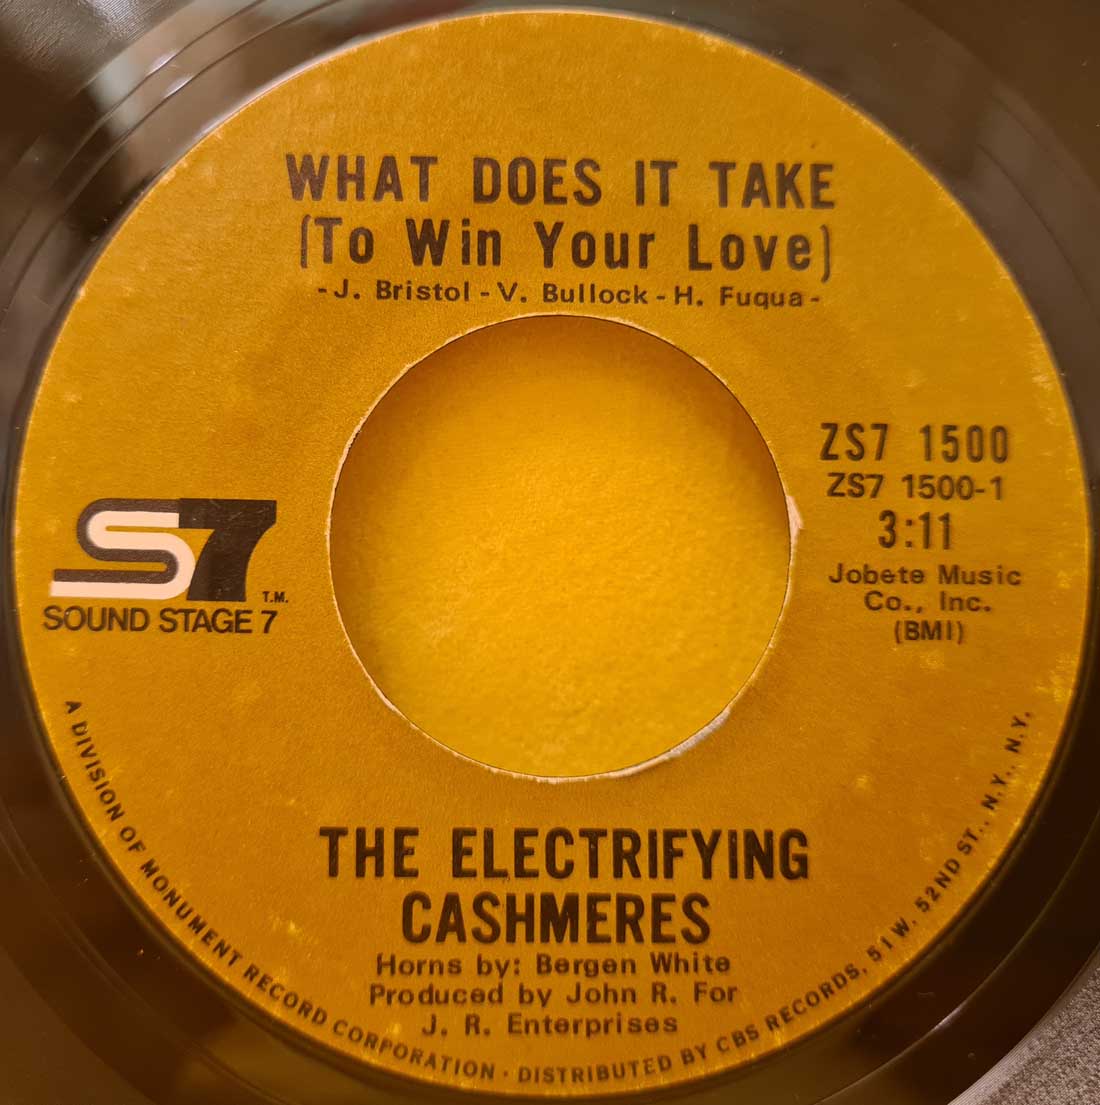 WHAT DOES IT TAKE
(To Win Your Love)
-J. Bristol-V. Bullock-H. Fuqua-
ZS7 1500
ZS7 1500-1
3:11
Jobete Music
Co., Inc.
(BMI)
S7 T.M.
SOUND STAGE 7
THE ELECTRIFYING
CASHMERES
Horns by: Bergen White
Produced by John R. For
J. R. Enterprises
A DIVISION OF MONUMENT RECORD CORPORATION · DISTRIBUTED BY CBS RECORDS, 51 W. 52ND ST., N.Y., N.Y.